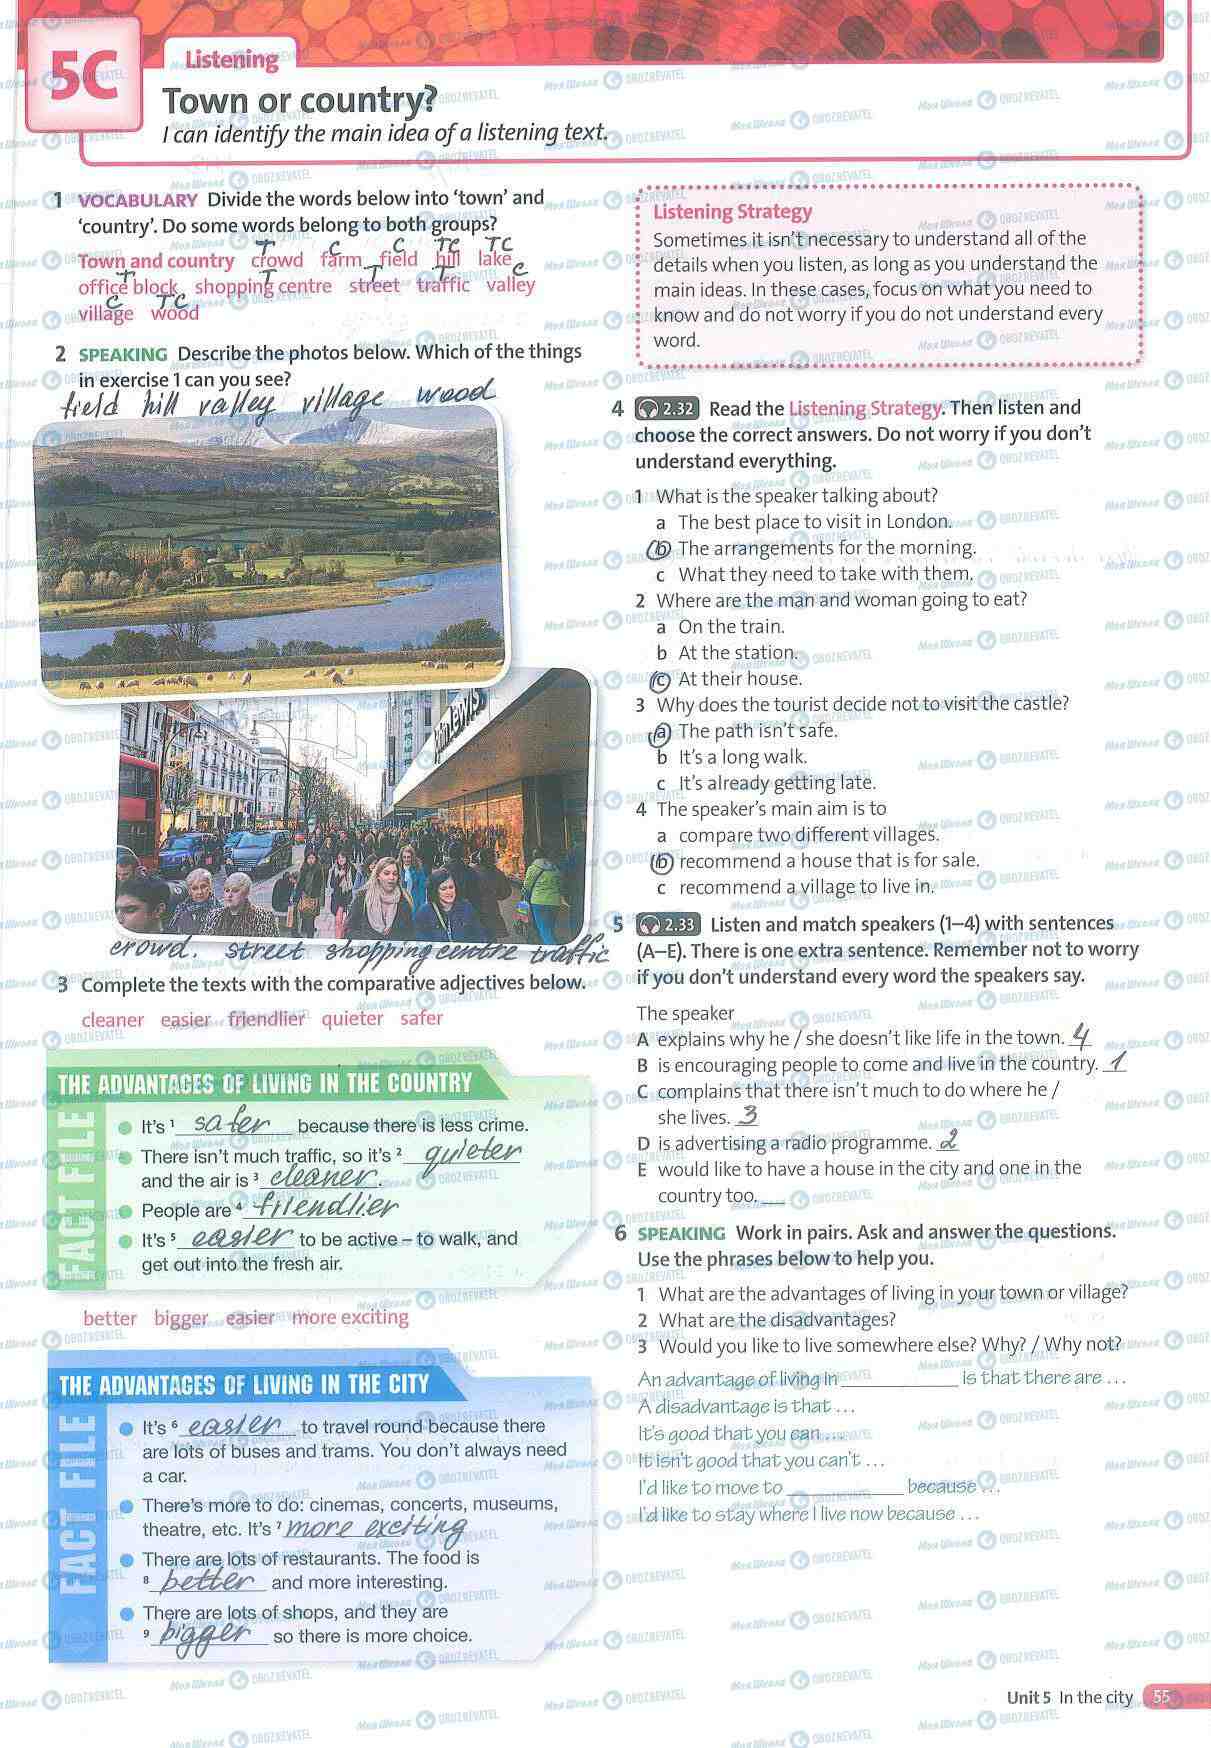 5C
Listening
Town or country?
I can identify the main idea of a listening text.
1 VOCABULARY Divide the words below into ‘town’ and
‘country’. Do some words belong to both groups?
T C C TC TC
Town and country crowd farm field hill lake
T T T T C
office block shopping centre street traffic valley
C TC
village wood
2 SPEAKING Describe the photos below. Which of the things
in exercise 1 can you see?
field hill valley village wood
crowd. street shopping centre traffic
3 Complete the texts with the comparative adjectives below.
cleaner easier friendlier quieter safer
THE ADVANTAGES OF LIVING IN THE COUNTRY
FACT FILE
It’s 1 safer because there is less crime.
There isn’t much traffic, so it’s 2 quieter
and the air is 3 cleaner.
People are 4 friendlier
It’s 5 easier to be active – to walk, and
get out into the fresh air.
better bigger easier more exciting
THE ADVANTAGES OF LIVING IN THE CITY
FACT FILE
It’s 6 easier to travel round because there
are lots of buses and trams. You don’t always need
a car.
There’s more to do: cinemas, concerts, museums,
theatre, etc. It’s 7 more exciting
There are lots of restaurants. The food is
8 better and more interesting.
There are lots of shops, and they are
9 bigger so there is more choice.
Listening Strategy
Sometimes it isn’t necessary to understand all of the
details when you listen, as long as you understand the
main ideas. In these cases, focus on what you need to
know and do not worry if you do not understand every
word.
4 2.32 Read the Listening Strategy. Then listen and
choose the correct answers. Do not worry if you don’t
understand everything.
1 What is the speaker talking about?
a The best place to visit in London.
b The arrangements for the morning.
c What they need to take with them.
2 Where are the man and woman going to eat?
a On the train.
b At the station.
c At their house.
3 Why does the tourist decide not to visit the castle?
a The path isn’t safe.
b It’s a long walk.
c It’s already getting late.
4 The speaker’s main aim is to
a compare two different villages.
b recommend a house that is for sale.
c recommend a village to live in.
5 2.33 Listen and match speakers (1–4) with sentences
(A–E). There is one extra sentence. Remember not to worry
if you don’t understand every word the speakers say.
The speaker
A explains why he / she doesn’t like life in the town. 4
B is encouraging people to come and live in the country. 1
C complains that there isn’t much to do where he /
she lives. 3
D is advertising a radio programme. 2
E would like to have a house in the city and one in the
country too.
6 SPEAKING Work in pairs. Ask and answer the questions.
Use the phrases below to help you.
1 What are the advantages of living in your town or village?
2 What are the disadvantages?
3 Would you like to live somewhere else? Why? / Why not?
An advantage of living in ____ is that there are …
A disadvantage is that …
It’s good that you can …
It isn’t good that you can’t …
I’d like to move to ____ because …
I’d like to stay where I live now because …
Unit 5 In the city 55
Моя Школа OBOZREVATEL